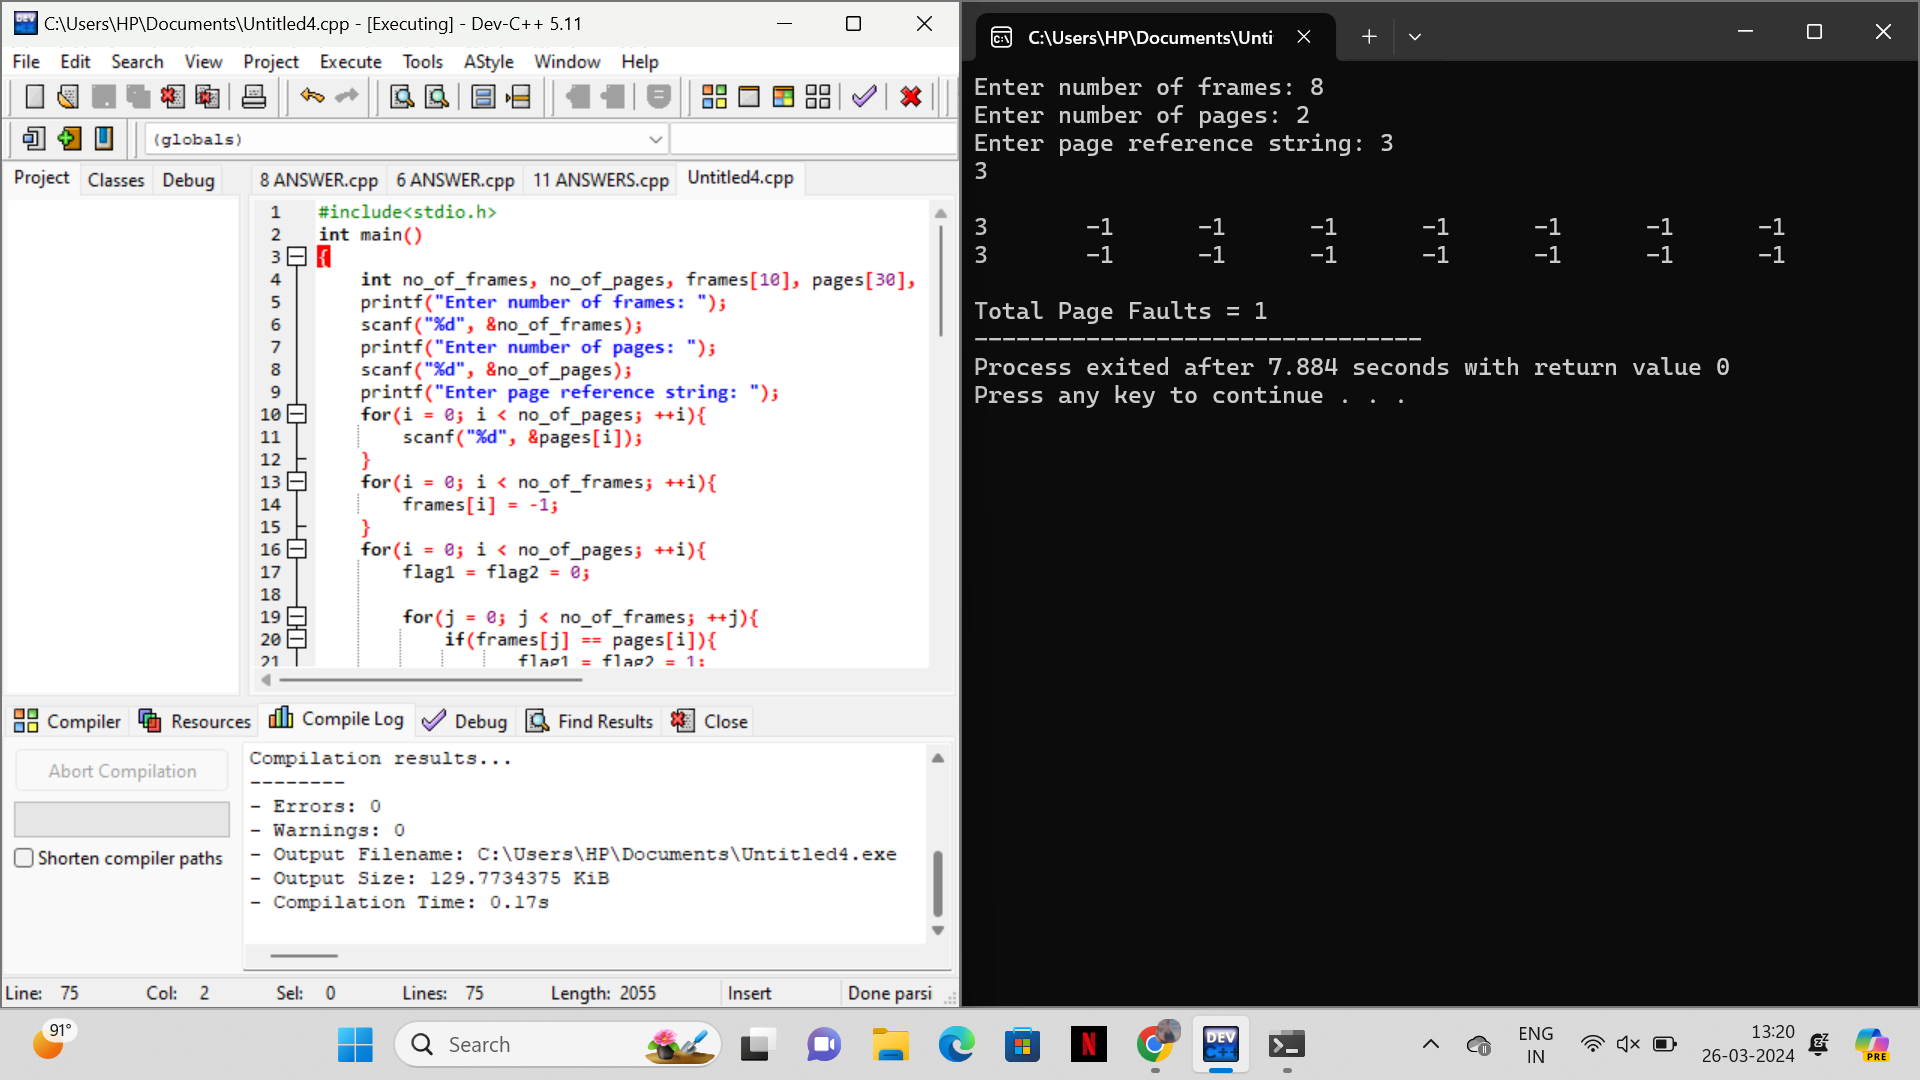 C:\Users\HP\Documents\Untitled4.cpp - [Executing] - Dev-C++ 5.11
File Edit Search View Project Execute Tools AStyle Window Help
(globals)
Project Classes Debug
8 ANSWER.cpp 6 ANSWER.cpp 11 ANSWERS.cpp Untitled4.cpp
1 #include<stdio.h>
2 int main()
3 {
4 int no_of_frames, no_of_pages, frames[10], pages[30],
5 printf("Enter number of frames: ");
6 scanf("%d", &no_of_frames);
7 printf("Enter number of pages: ");
8 scanf("%d", &no_of_pages);
9 printf("Enter page reference string: ");
10 for(i = 0; i < no_of_pages; ++i){
11 scanf("%d", &pages[i]);
12 }
13 for(i = 0; i < no_of_frames; ++i){
14 frames[i] = -1;
15 }
16 for(i = 0; i < no_of_pages; ++i){
17 flag1 = flag2 = 0;
18
19 for(j = 0; j < no_of_frames; ++j){
20 if(frames[j] == pages[i]){
21 flag1 = flag2 = 1;
Compiler Resources Compile Log Debug Find Results Close
Abort Compilation
Shorten compiler paths
Compilation results...
--------
- Errors: 0
- Warnings: 0
- Output Filename: C:\Users\HP\Documents\Untitled4.exe
- Output Size: 129.7734375 KiB
- Compilation Time: 0.17s
Line: 75 Col: 2 Sel: 0 Lines: 75 Length: 2055 Insert Done parsi
C:\Users\HP\Documents\Unti
Enter number of frames: 8
Enter number of pages: 2
Enter page reference string: 3
3
3 -1 -1 -1 -1 -1 -1 -1
3 -1 -1 -1 -1 -1 -1 -1
Total Page Faults = 1
--------------------------------
Process exited after 7.884 seconds with return value 0
Press any key to continue . . .
91°
Search
N
DEV
C++
ENG
IN
13:20
26-03-2024
PRE